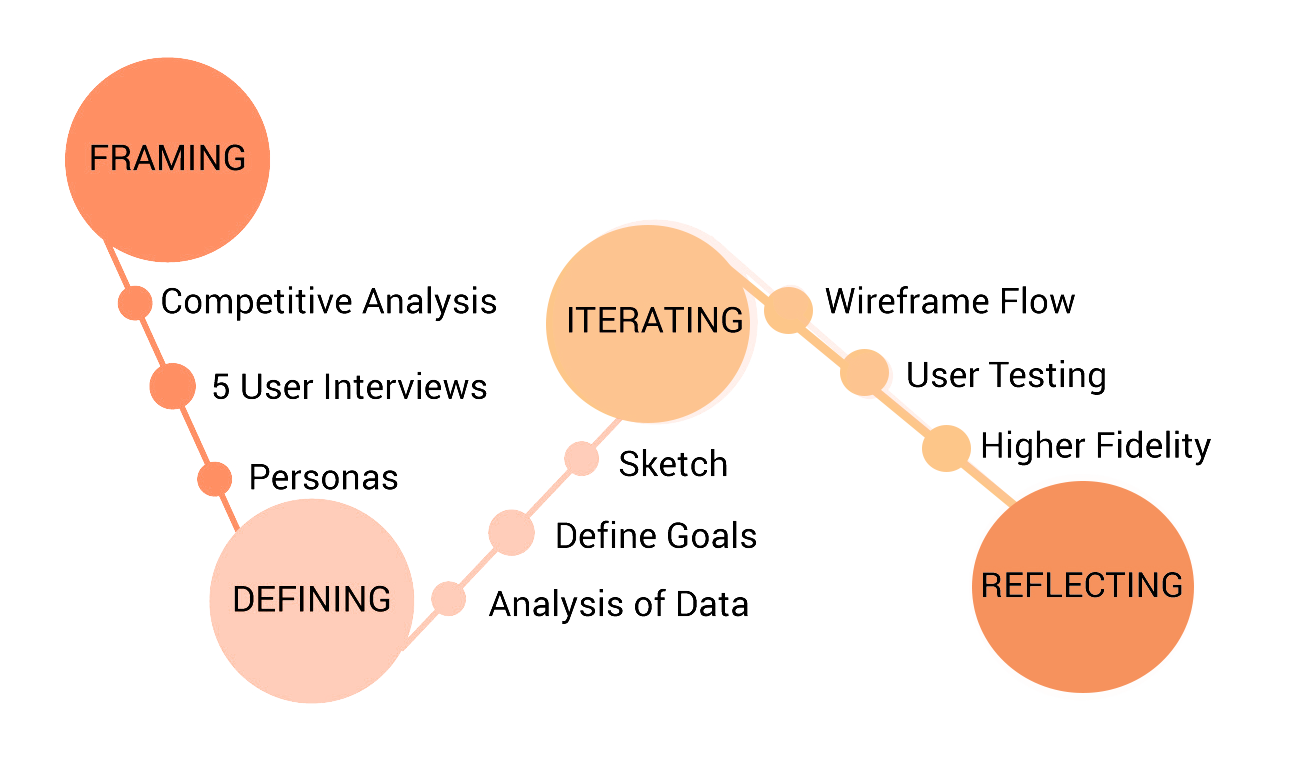 FRAMING
Competitive Analysis
5 User Interviews
Personas
DEFINING
Analysis of Data
Define Goals
Sketch
ITERATING
Wireframe Flow
User Testing
Higher Fidelity
REFLECTING